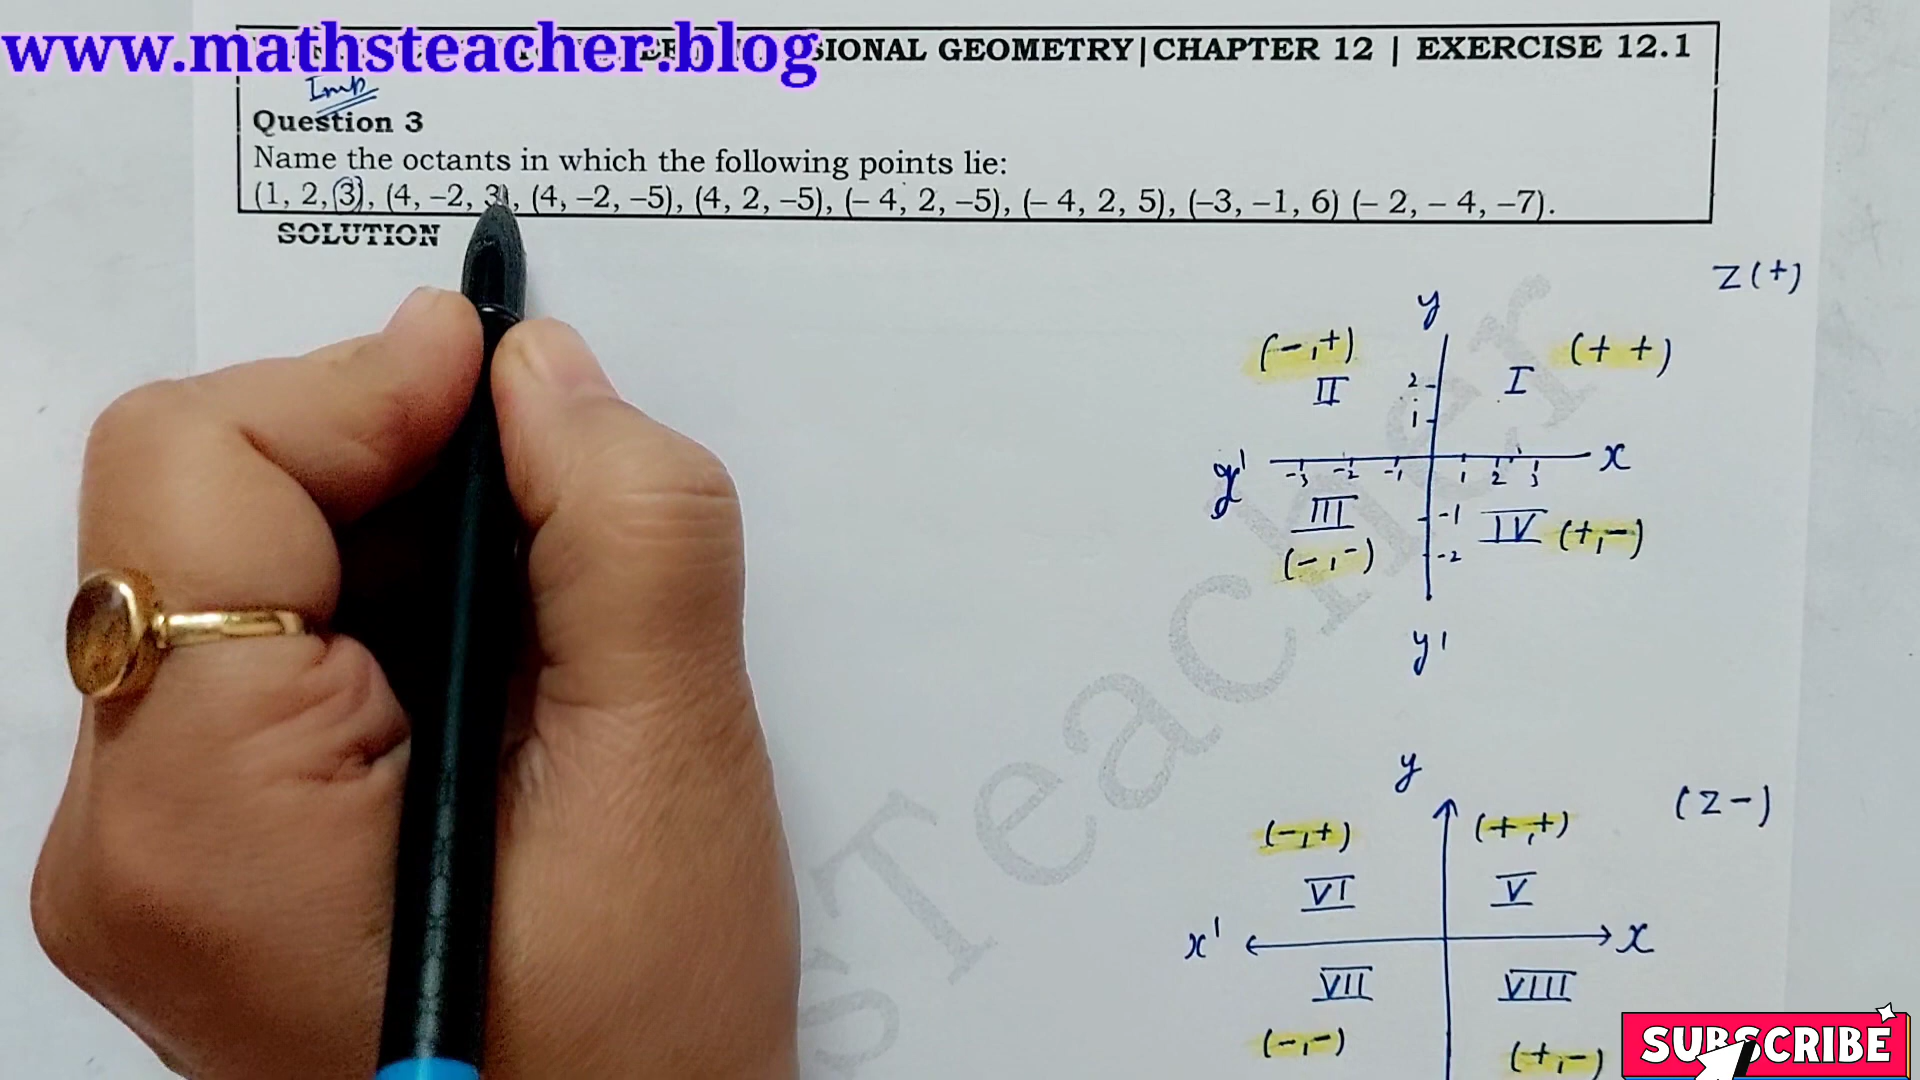 www.mathsteacher.blog
SIONAL GEOMETRY|CHAPTER 12 | EXERCISE 12.1
Imp
Question 3
Name the octants in which the following points lie:
(1, 2, 3), (4, –2, 3), (4, –2, –5), (4, 2, –5), (– 4, 2, –5), (– 4, 2, 5), (–3, –1, 6) (– 2, – 4, –7).
SOLUTION
Z(+)
y
(-,+) (+ +)
II I
2
1
y' -3 -2 -1 1 2 3 x
III -1 IV (+,-)
(-,-) -2
y'
y
(Z-)
(-,+) (+,+)
VI V
x' x
VII VIII
(-,-) (+,-)
sTeacher
SUBSCRIBE